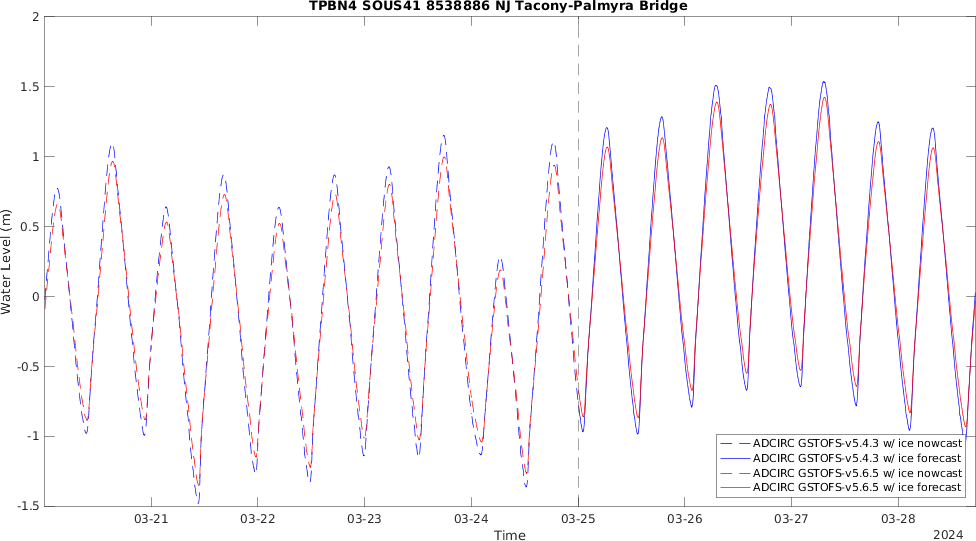 TPBN4 SOUS41 8538886 NJ Tacony-Palmyra Bridge
2
1.5
1
0.5
0
-0.5
-1
-1.5
Water Level (m)
03-21 03-22 03-23 03-24 03-25 03-26 03-27 03-28
Time
2024
ADCIRC GSTOFS-v5.4.3 w/ ice nowcast
ADCIRC GSTOFS-v5.4.3 w/ ice forecast
ADCIRC GSTOFS-v5.6.5 w/ ice nowcast
ADCIRC GSTOFS-v5.6.5 w/ ice forecast